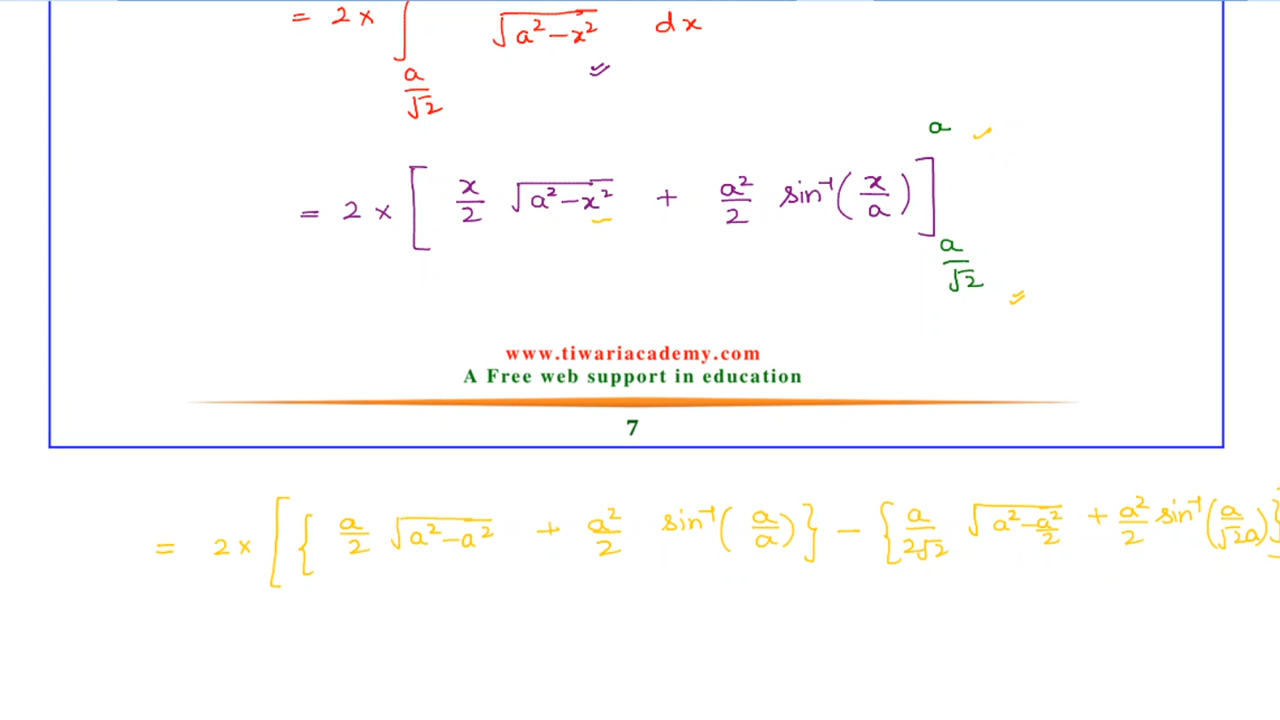 = 2 × ∫_{a/√2} √(a²−x²) dx
= 2 × [ x/2 √(a²−x²) + a²/2 sin⁻¹(x/a) ]_{a/√2}^{a}
www.tiwariacademy.com
A Free web support in education
7
= 2 × [ { a/2 √(a²−a²) + a²/2 sin⁻¹(a/a) } − { a/2√2 √(a²−a²/2) + a²/2 sin⁻¹(a/√2a) }